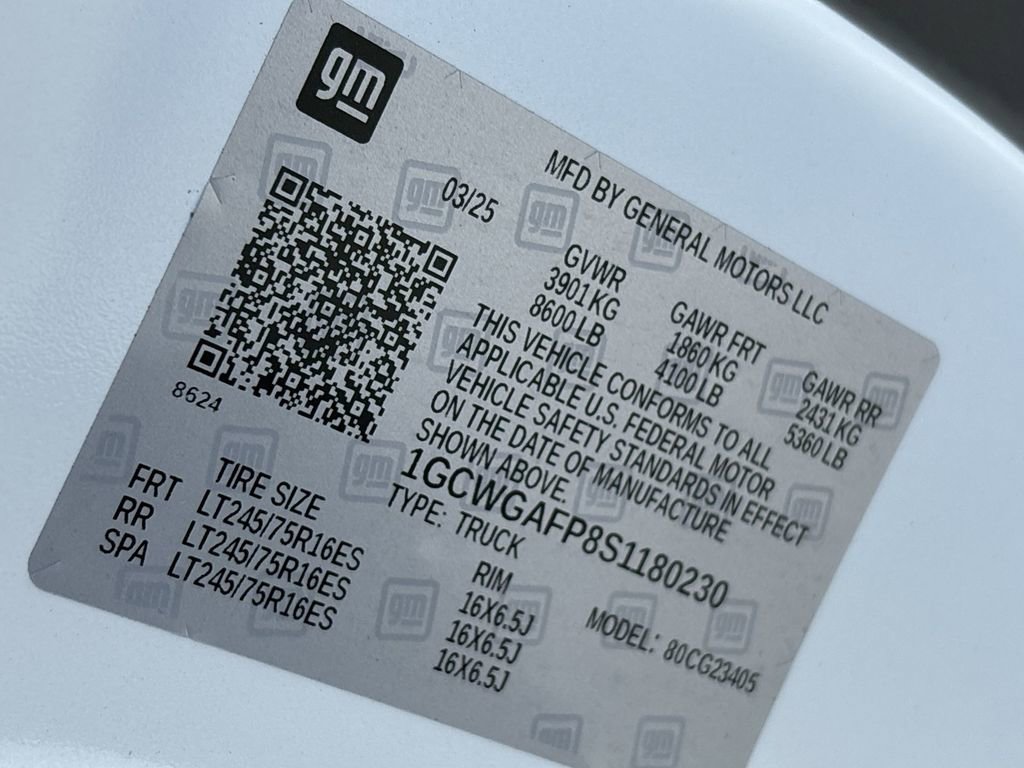 gm
MFD BY GENERAL MOTORS LLC
03/25
GVWR GAWR FRT GAWR RR
3901 KG 1860 KG 2431 KG
8600 LB 4100 LB 5360 LB
THIS VEHICLE CONFORMS TO ALL
APPLICABLE U.S. FEDERAL MOTOR
VEHICLE SAFETY STANDARDS IN EFFECT
ON THE DATE OF MANUFACTURE
SHOWN ABOVE.
8624
1GCWGAFP8S1180230
TYPE: TRUCK MODEL: 80CG23405
TIRE SIZE RIM
FRT LT245/75R16ES 16X6.5J
RR LT245/75R16ES 16X6.5J
SPA LT245/75R16ES 16X6.5J